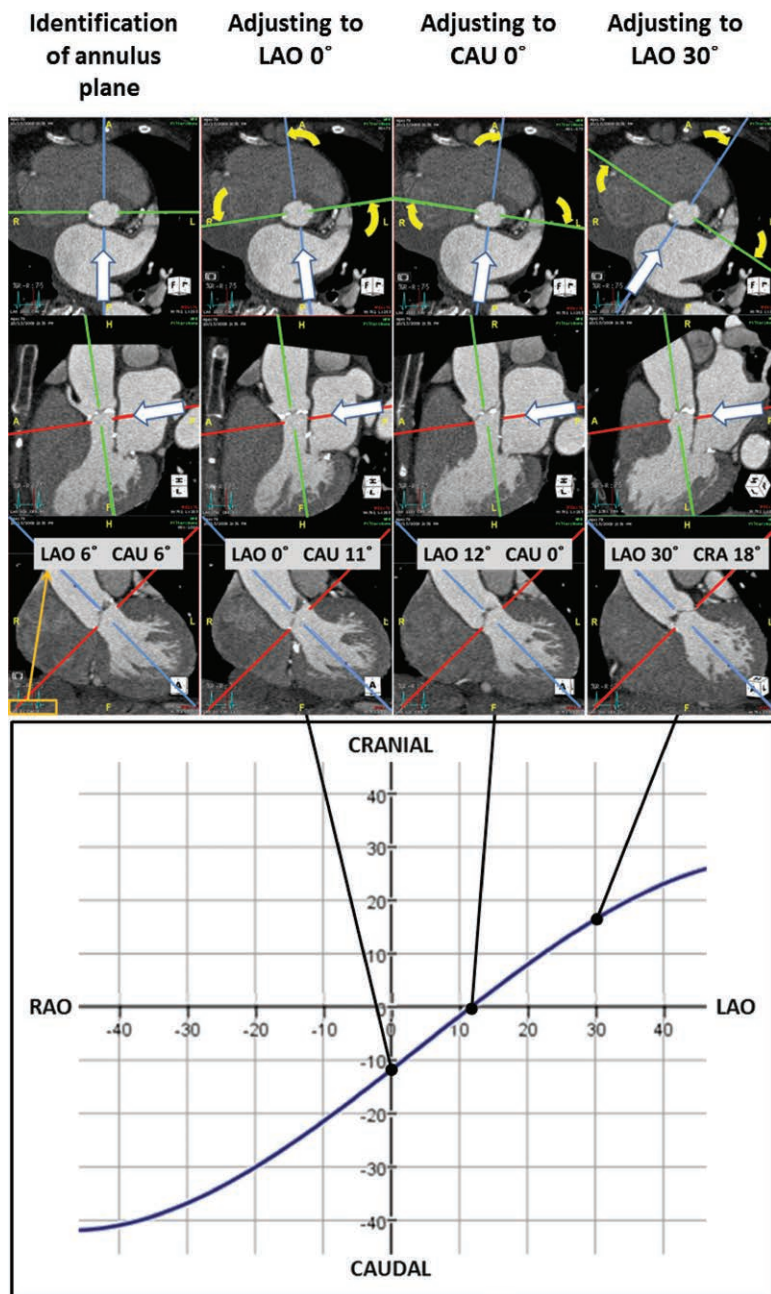 Identification
of annulus
plane
Adjusting to
LAO 0˚
Adjusting to
CAU 0˚
Adjusting to
LAO 30˚
A
A
A
A
R
L
R
L
R
L
R
L
H
H
R
H
A
A
A
A
F
F
F
H
H
H
H
LAO 6˚ CAU 6˚
LAO 0˚ CAU 11˚
LAO 12˚ CAU 0˚
LAO 30˚ CRA 18˚
R
L
R
L
R
L
R
L
A
A
A
F
F
F
F
CRANIAL
40
30
20
10
RAO
0
LAO
-40
-30
-20
-10
0
10
20
30
40
-10
-20
-30
-40
CAUDAL